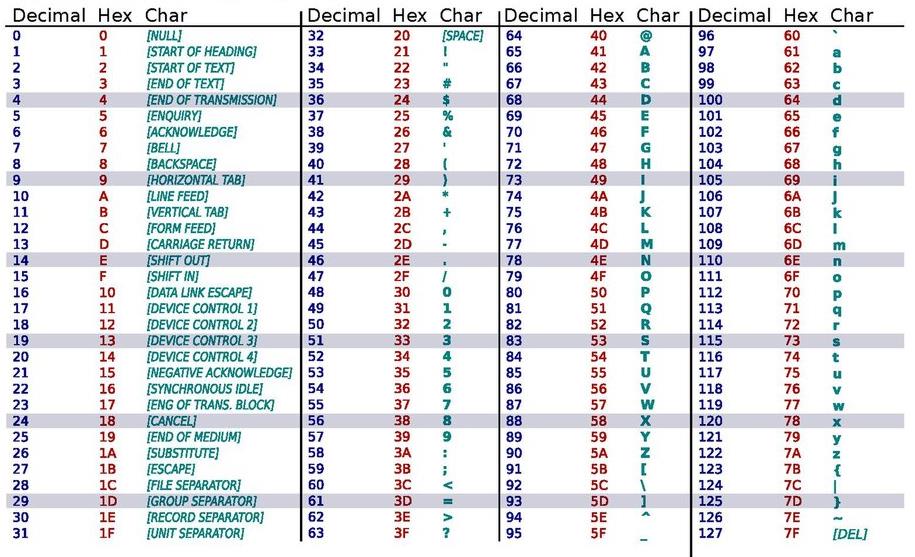 Decimal Hex Char Decimal Hex Char Decimal Hex Char Decimal Hex Char
0 0 [NULL] 32 20 [SPACE] 64 40 @ 96 60 `
1 1 [START OF HEADING] 33 21 ! 65 41 A 97 61 a
2 2 [START OF TEXT] 34 22 " 66 42 B 98 62 b
3 3 [END OF TEXT] 35 23 # 67 43 C 99 63 c
4 4 [END OF TRANSMISSION] 36 24 $ 68 44 D 100 64 d
5 5 [ENQUIRY] 37 25 % 69 45 E 101 65 e
6 6 [ACKNOWLEDGE] 38 26 & 70 46 F 102 66 f
7 7 [BELL] 39 27 ' 71 47 G 103 67 g
8 8 [BACKSPACE] 40 28 ( 72 48 H 104 68 h
9 9 [HORIZONTAL TAB] 41 29 ) 73 49 I 105 69 i
10 A [LINE FEED] 42 2A * 74 4A J 106 6A j
11 B [VERTICAL TAB] 43 2B + 75 4B K 107 6B k
12 C [FORM FEED] 44 2C , 76 4C L 108 6C l
13 D [CARRIAGE RETURN] 45 2D - 77 4D M 109 6D m
14 E [SHIFT OUT] 46 2E . 78 4E N 110 6E n
15 F [SHIFT IN] 47 2F / 79 4F O 111 6F o
16 10 [DATA LINK ESCAPE] 48 30 0 80 50 P 112 70 p
17 11 [DEVICE CONTROL 1] 49 31 1 81 51 Q 113 71 q
18 12 [DEVICE CONTROL 2] 50 32 2 82 52 R 114 72 r
19 13 [DEVICE CONTROL 3] 51 33 3 83 53 S 115 73 s
20 14 [DEVICE CONTROL 4] 52 34 4 84 54 T 116 74 t
21 15 [NEGATIVE ACKNOWLEDGE] 53 35 5 85 55 U 117 75 u
22 16 [SYNCHRONOUS IDLE] 54 36 6 86 56 V 118 76 v
23 17 [ENG OF TRANS. BLOCK] 55 37 7 87 57 W 119 77 w
24 18 [CANCEL] 56 38 8 88 58 X 120 78 x
25 19 [END OF MEDIUM] 57 39 9 89 59 Y 121 79 y
26 1A [SUBSTITUTE] 58 3A : 90 5A Z 122 7A z
27 1B [ESCAPE] 59 3B ; 91 5B [ 123 7B {
28 1C [FILE SEPARATOR] 60 3C < 92 5C \ 124 7C |
29 1D [GROUP SEPARATOR] 61 3D = 93 5D ] 125 7D }
30 1E [RECORD SEPARATOR] 62 3E > 94 5E ^ 126 7E ~
31 1F [UNIT SEPARATOR] 63 3F ? 95 5F _ 127 7F [DEL]